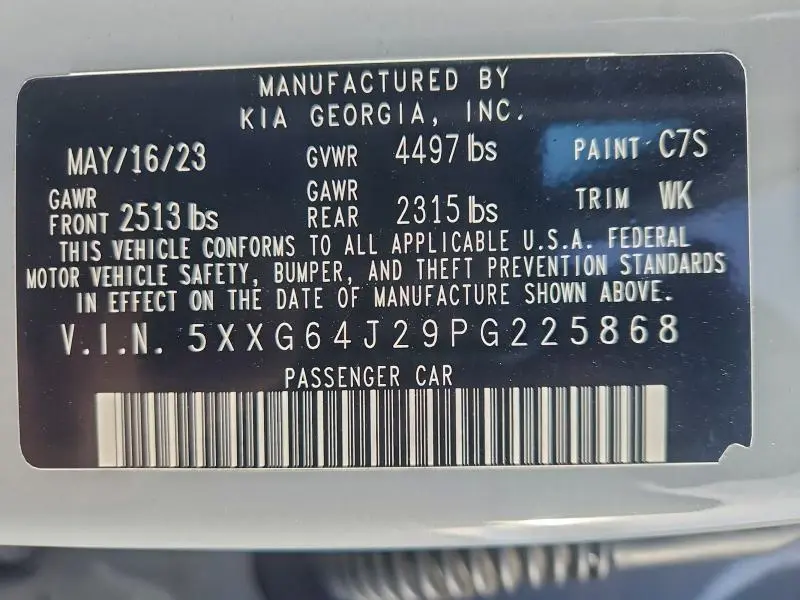 MANUFACTURED BY
KIA GEORGIA, INC.
MAY/16/23 GVWR 4497 lbs PAINT C7S
GAWR FRONT 2513 lbs GAWR REAR 2315 lbs TRIM WK
THIS VEHICLE CONFORMS TO ALL APPLICABLE U.S.A. FEDERAL
MOTOR VEHICLE SAFETY, BUMPER, AND THEFT PREVENTION STANDARDS
IN EFFECT ON THE DATE OF MANUFACTURE SHOWN ABOVE.
V.I.N. 5XXG64J29PG225868
PASSENGER CAR